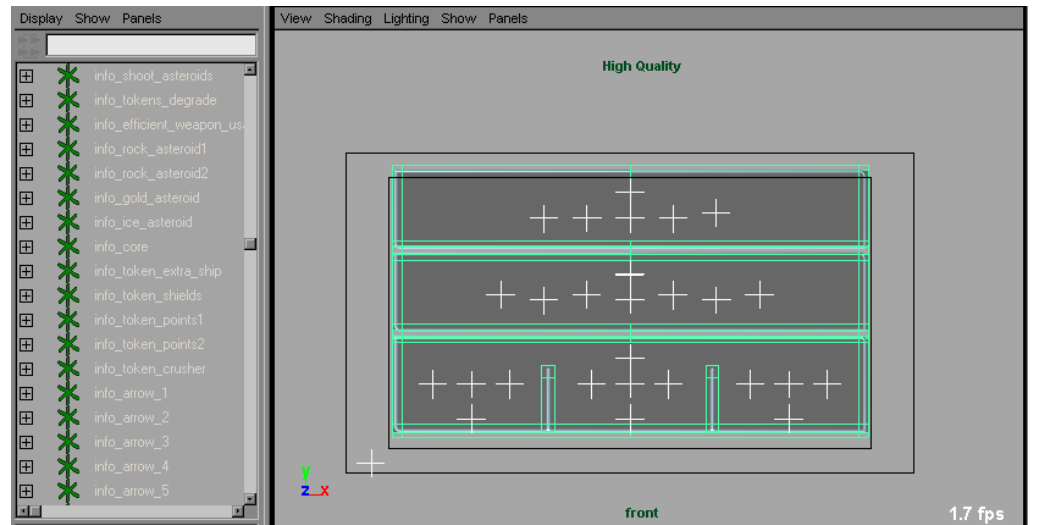 Display Show Panels
info_shoot_asteroids
info_tokens_degrade
info_efficient_weapon_us
info_rock_asteroid1
info_rock_asteroid2
info_gold_asteroid
info_ice_asteroid
info_core
info_token_extra_ship
info_token_shields
info_token_points1
info_token_points2
info_token_crusher
info_arrow_1
info_arrow_2
info_arrow_3
info_arrow_4
info_arrow_5
View Shading Lighting Show Panels
High Quality
y
z x
front
1.7 fps